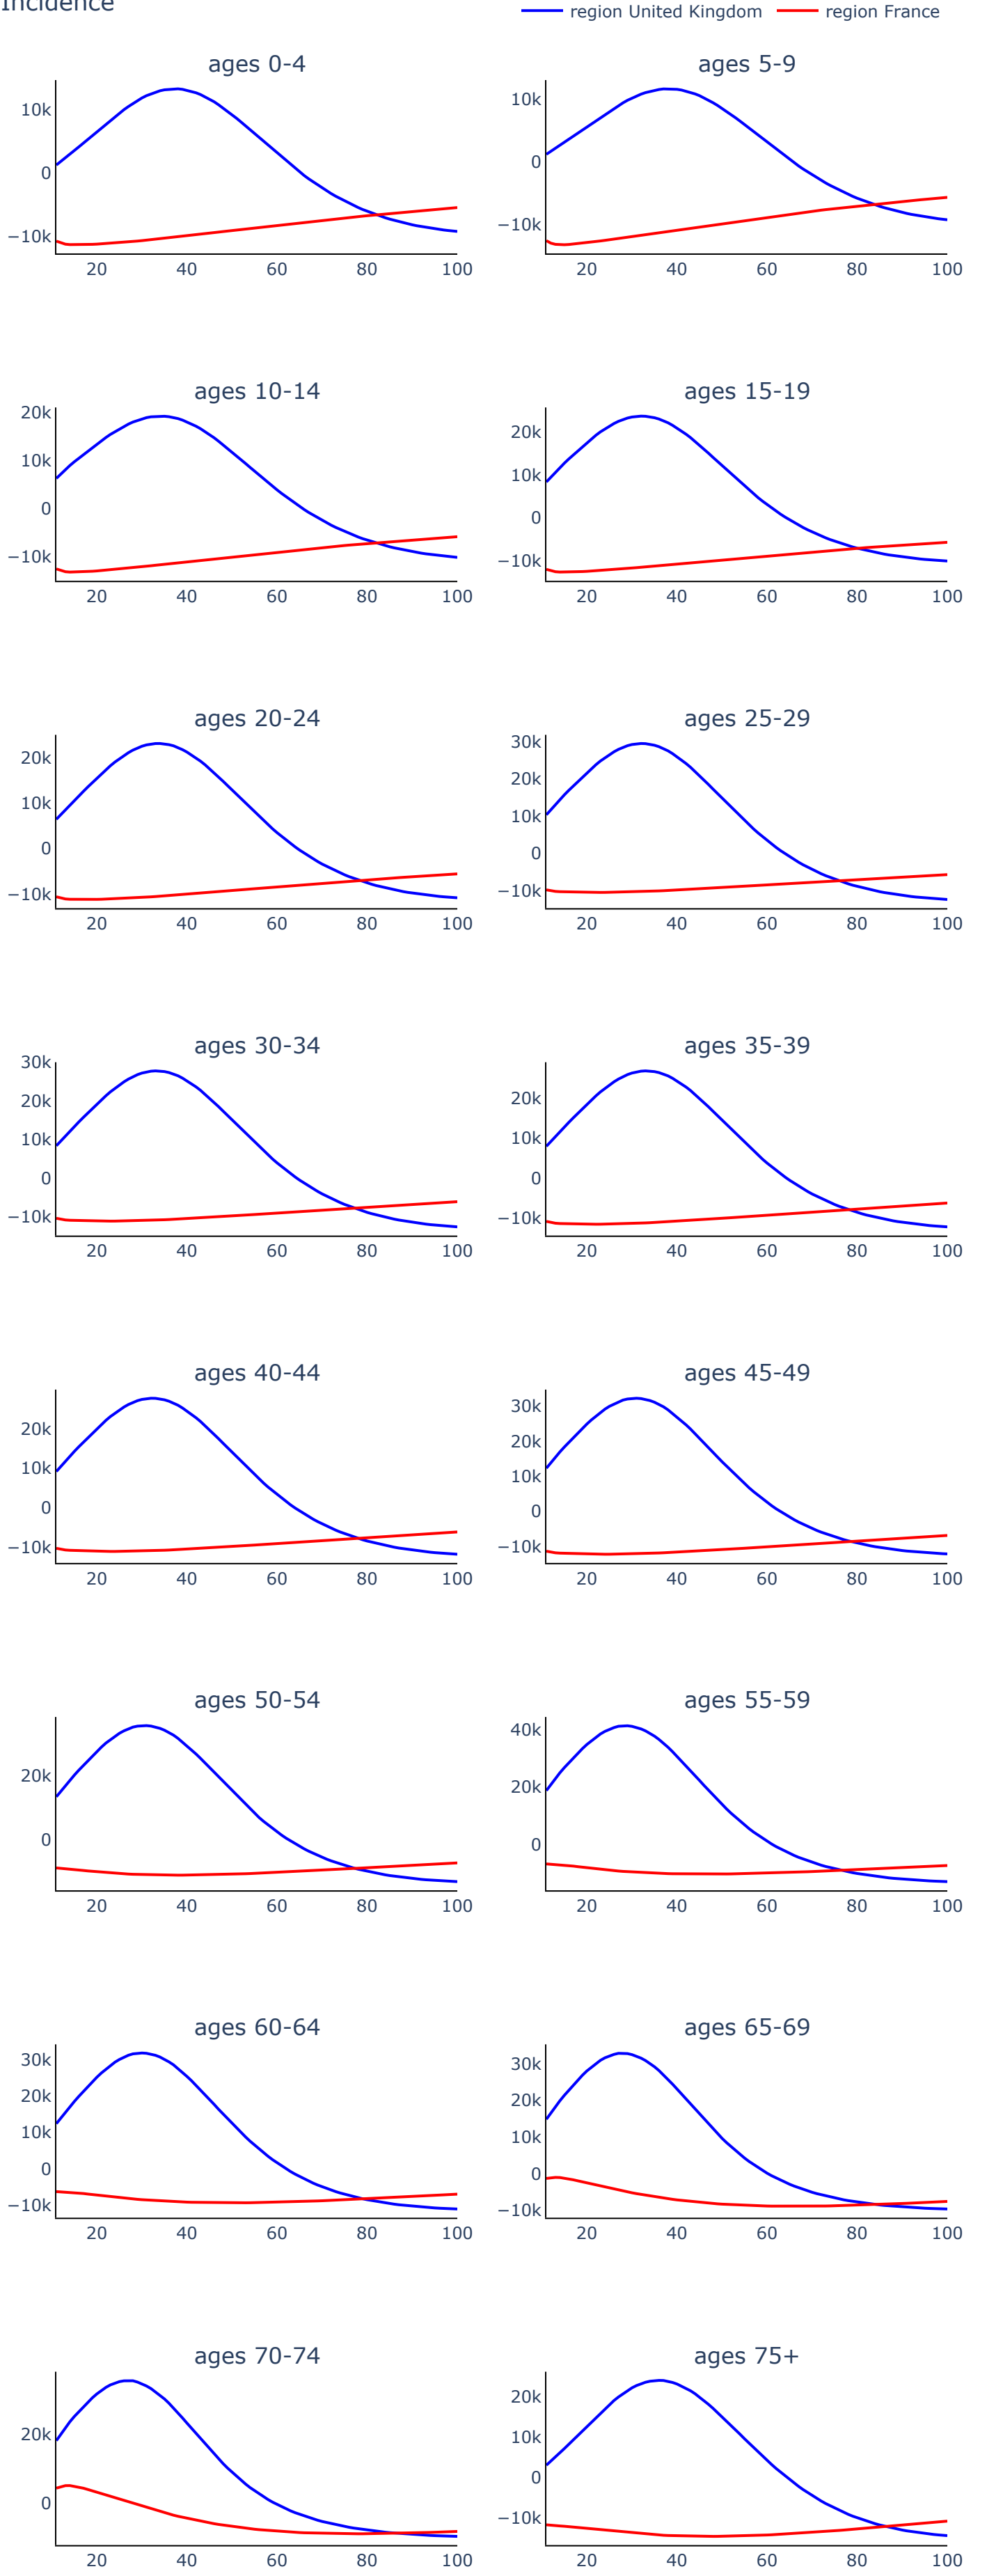 Incidence
region United Kingdom region France
ages 0-4 ages 5-9
10k
0
−10k
20 40 60 80 100
10k
0
−10k
20 40 60 80 100
ages 10-14 ages 15-19
20k
10k
0
−10k
20 40 60 80 100
20k
10k
0
−10k
20 40 60 80 100
ages 20-24 ages 25-29
20k
10k
0
−10k
20 40 60 80 100
30k
20k
10k
0
−10k
20 40 60 80 100
ages 30-34 ages 35-39
30k
20k
10k
0
−10k
20 40 60 80 100
20k
10k
0
−10k
20 40 60 80 100
ages 40-44 ages 45-49
20k
10k
0
−10k
20 40 60 80 100
30k
20k
10k
0
−10k
20 40 60 80 100
ages 50-54 ages 55-59
20k
0
20 40 60 80 100
40k
20k
0
20 40 60 80 100
ages 60-64 ages 65-69
30k
20k
10k
0
−10k
20 40 60 80 100
30k
20k
10k
0
−10k
20 40 60 80 100
ages 70-74 ages 75+
20k
0
20 40 60 80 100
20k
10k
0
−10k
20 40 60 80 100